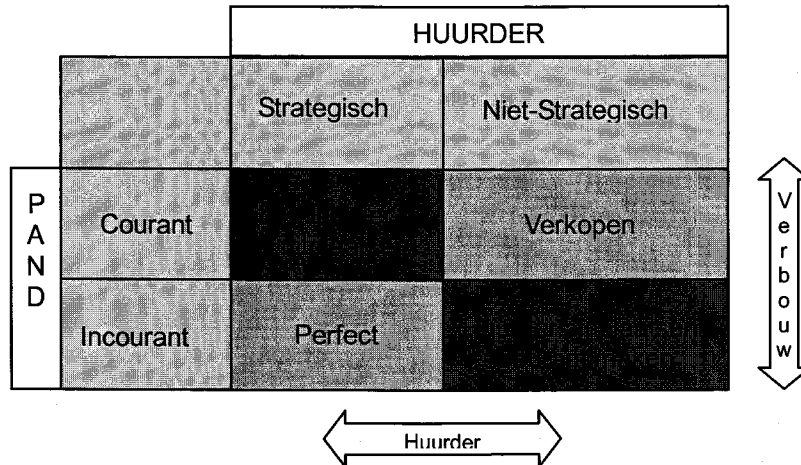 HUURDER
Strategisch
Niet-Strategisch
PAND
Courant
Verkopen
Verbouw
Incourant
Perfect
Huurder